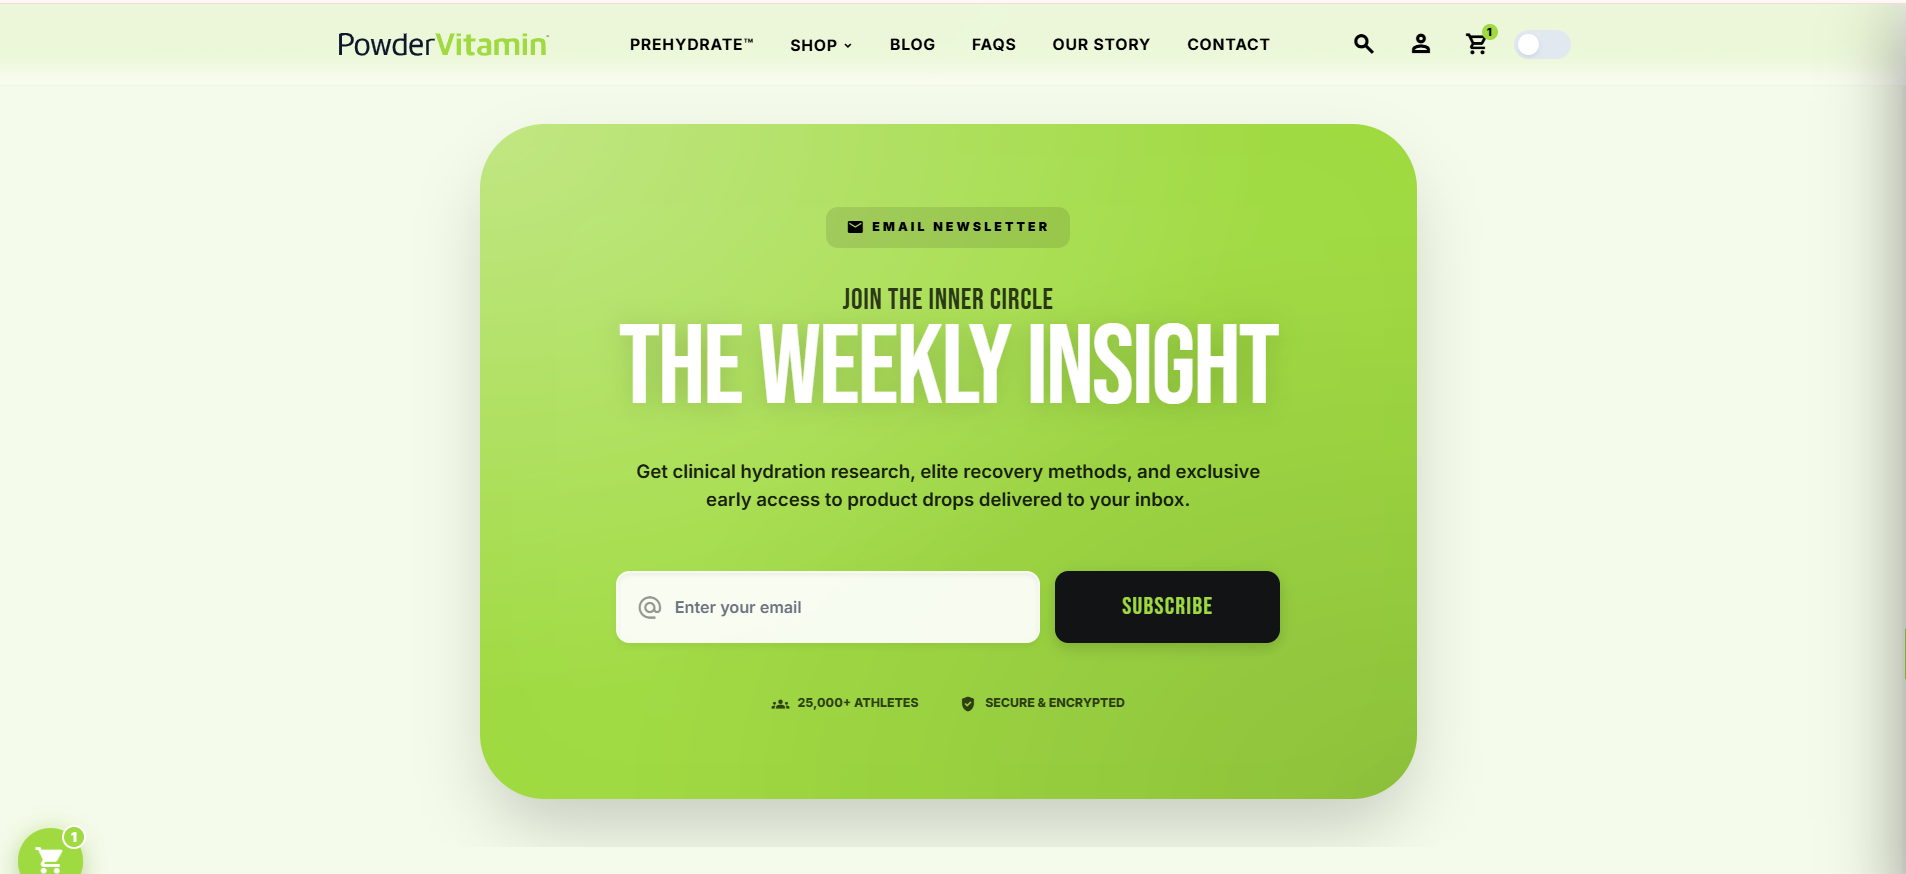 PowderVitamin
PREHYDRATE™
SHOP
BLOG
FAQS
OUR STORY
CONTACT
1
EMAIL NEWSLETTER
JOIN THE INNER CIRCLE
THE WEEKLY INSIGHT
Get clinical hydration research, elite recovery methods, and exclusive
early access to product drops delivered to your inbox.
Enter your email
SUBSCRIBE
25,000+ ATHLETES
SECURE & ENCRYPTED
1